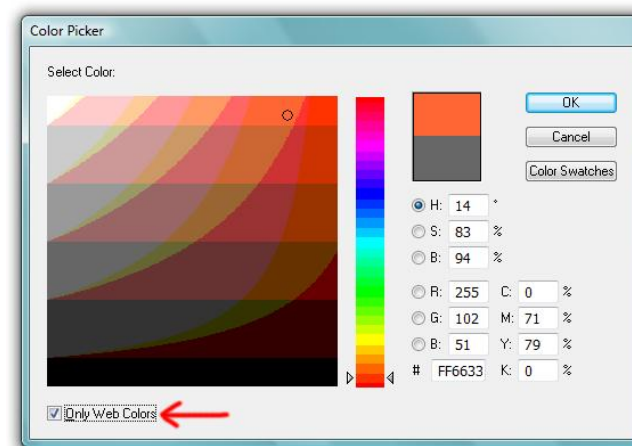 Color Picker
Select Color:
OK
Cancel
Color Swatches
H: 14 °
S: 83 %
B: 94 %
R: 255 C: 0 %
G: 102 M: 71 %
B: 51 Y: 79 %
# FF6633 K: 0 %
Only Web Colors